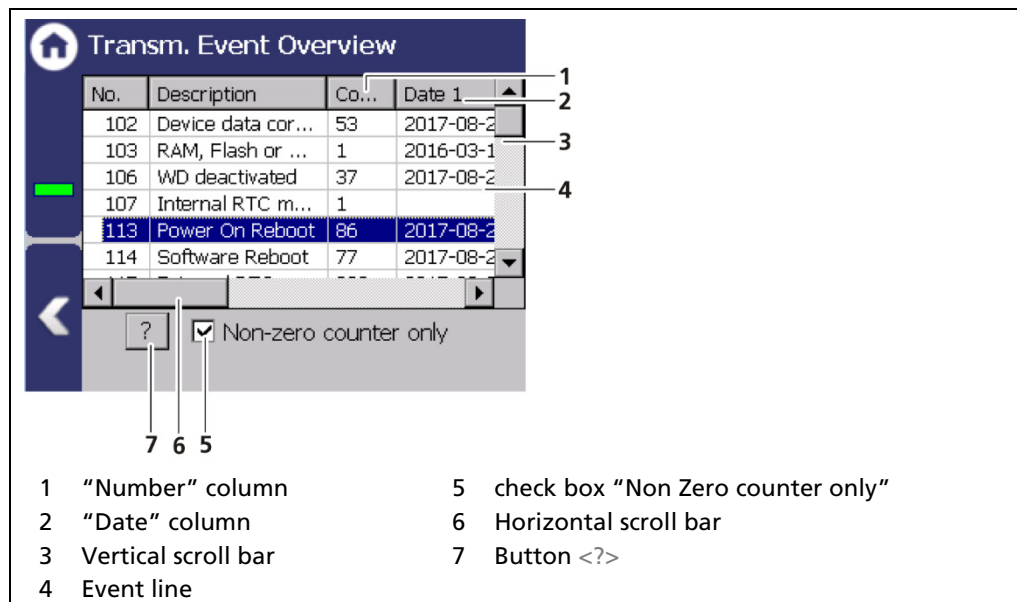 Transm. Event Overview
No. Description Co... Date 1
102 Device data cor... 53 2017-08-2
103 RAM, Flash or ... 1 2016-03-1
106 WD deactivated 37 2017-08-2
107 Internal RTC m... 1
113 Power On Reboot 86 2017-08-2
114 Software Reboot 77 2017-08-2
? Non-zero counter only
1
2
3
4
7 6 5
1 “Number” column
2 “Date” column
3 Vertical scroll bar
4 Event line
5 check box “Non Zero counter only”
6 Horizontal scroll bar
7 Button <?>